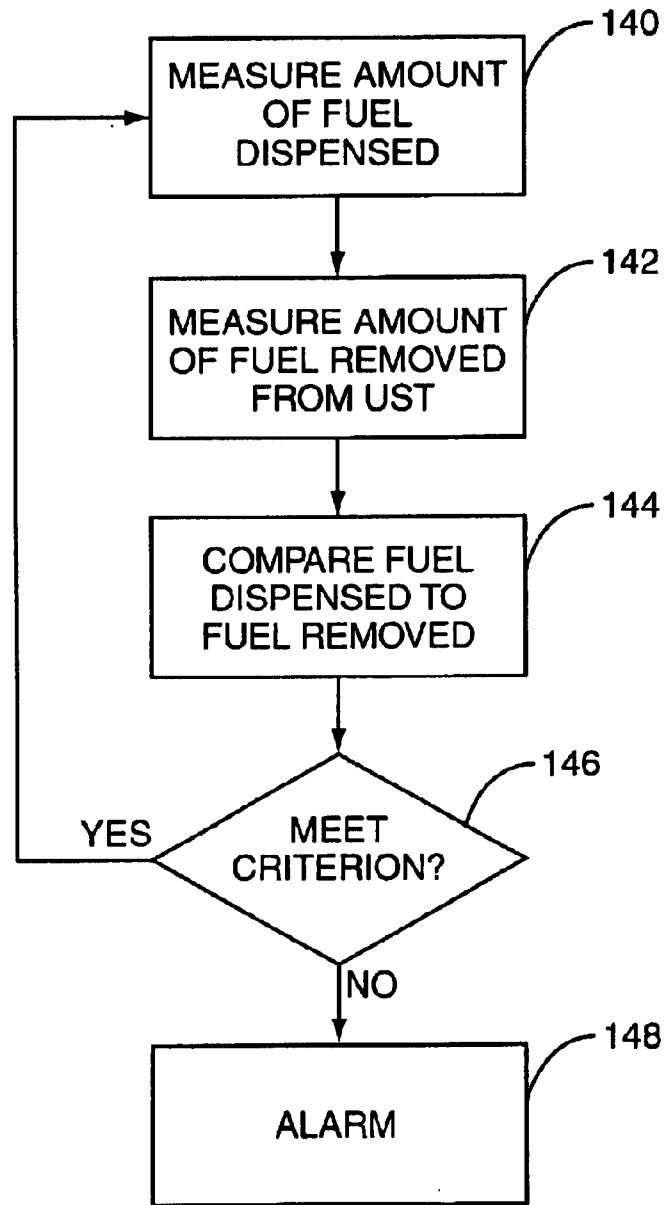 140
MEASURE AMOUNT
OF FUEL
DISPENSED
142
MEASURE AMOUNT
OF FUEL REMOVED
FROM UST
144
COMPARE FUEL
DISPENSED TO
FUEL REMOVED
146
YES
MEET
CRITERION?
NO
148
ALARM